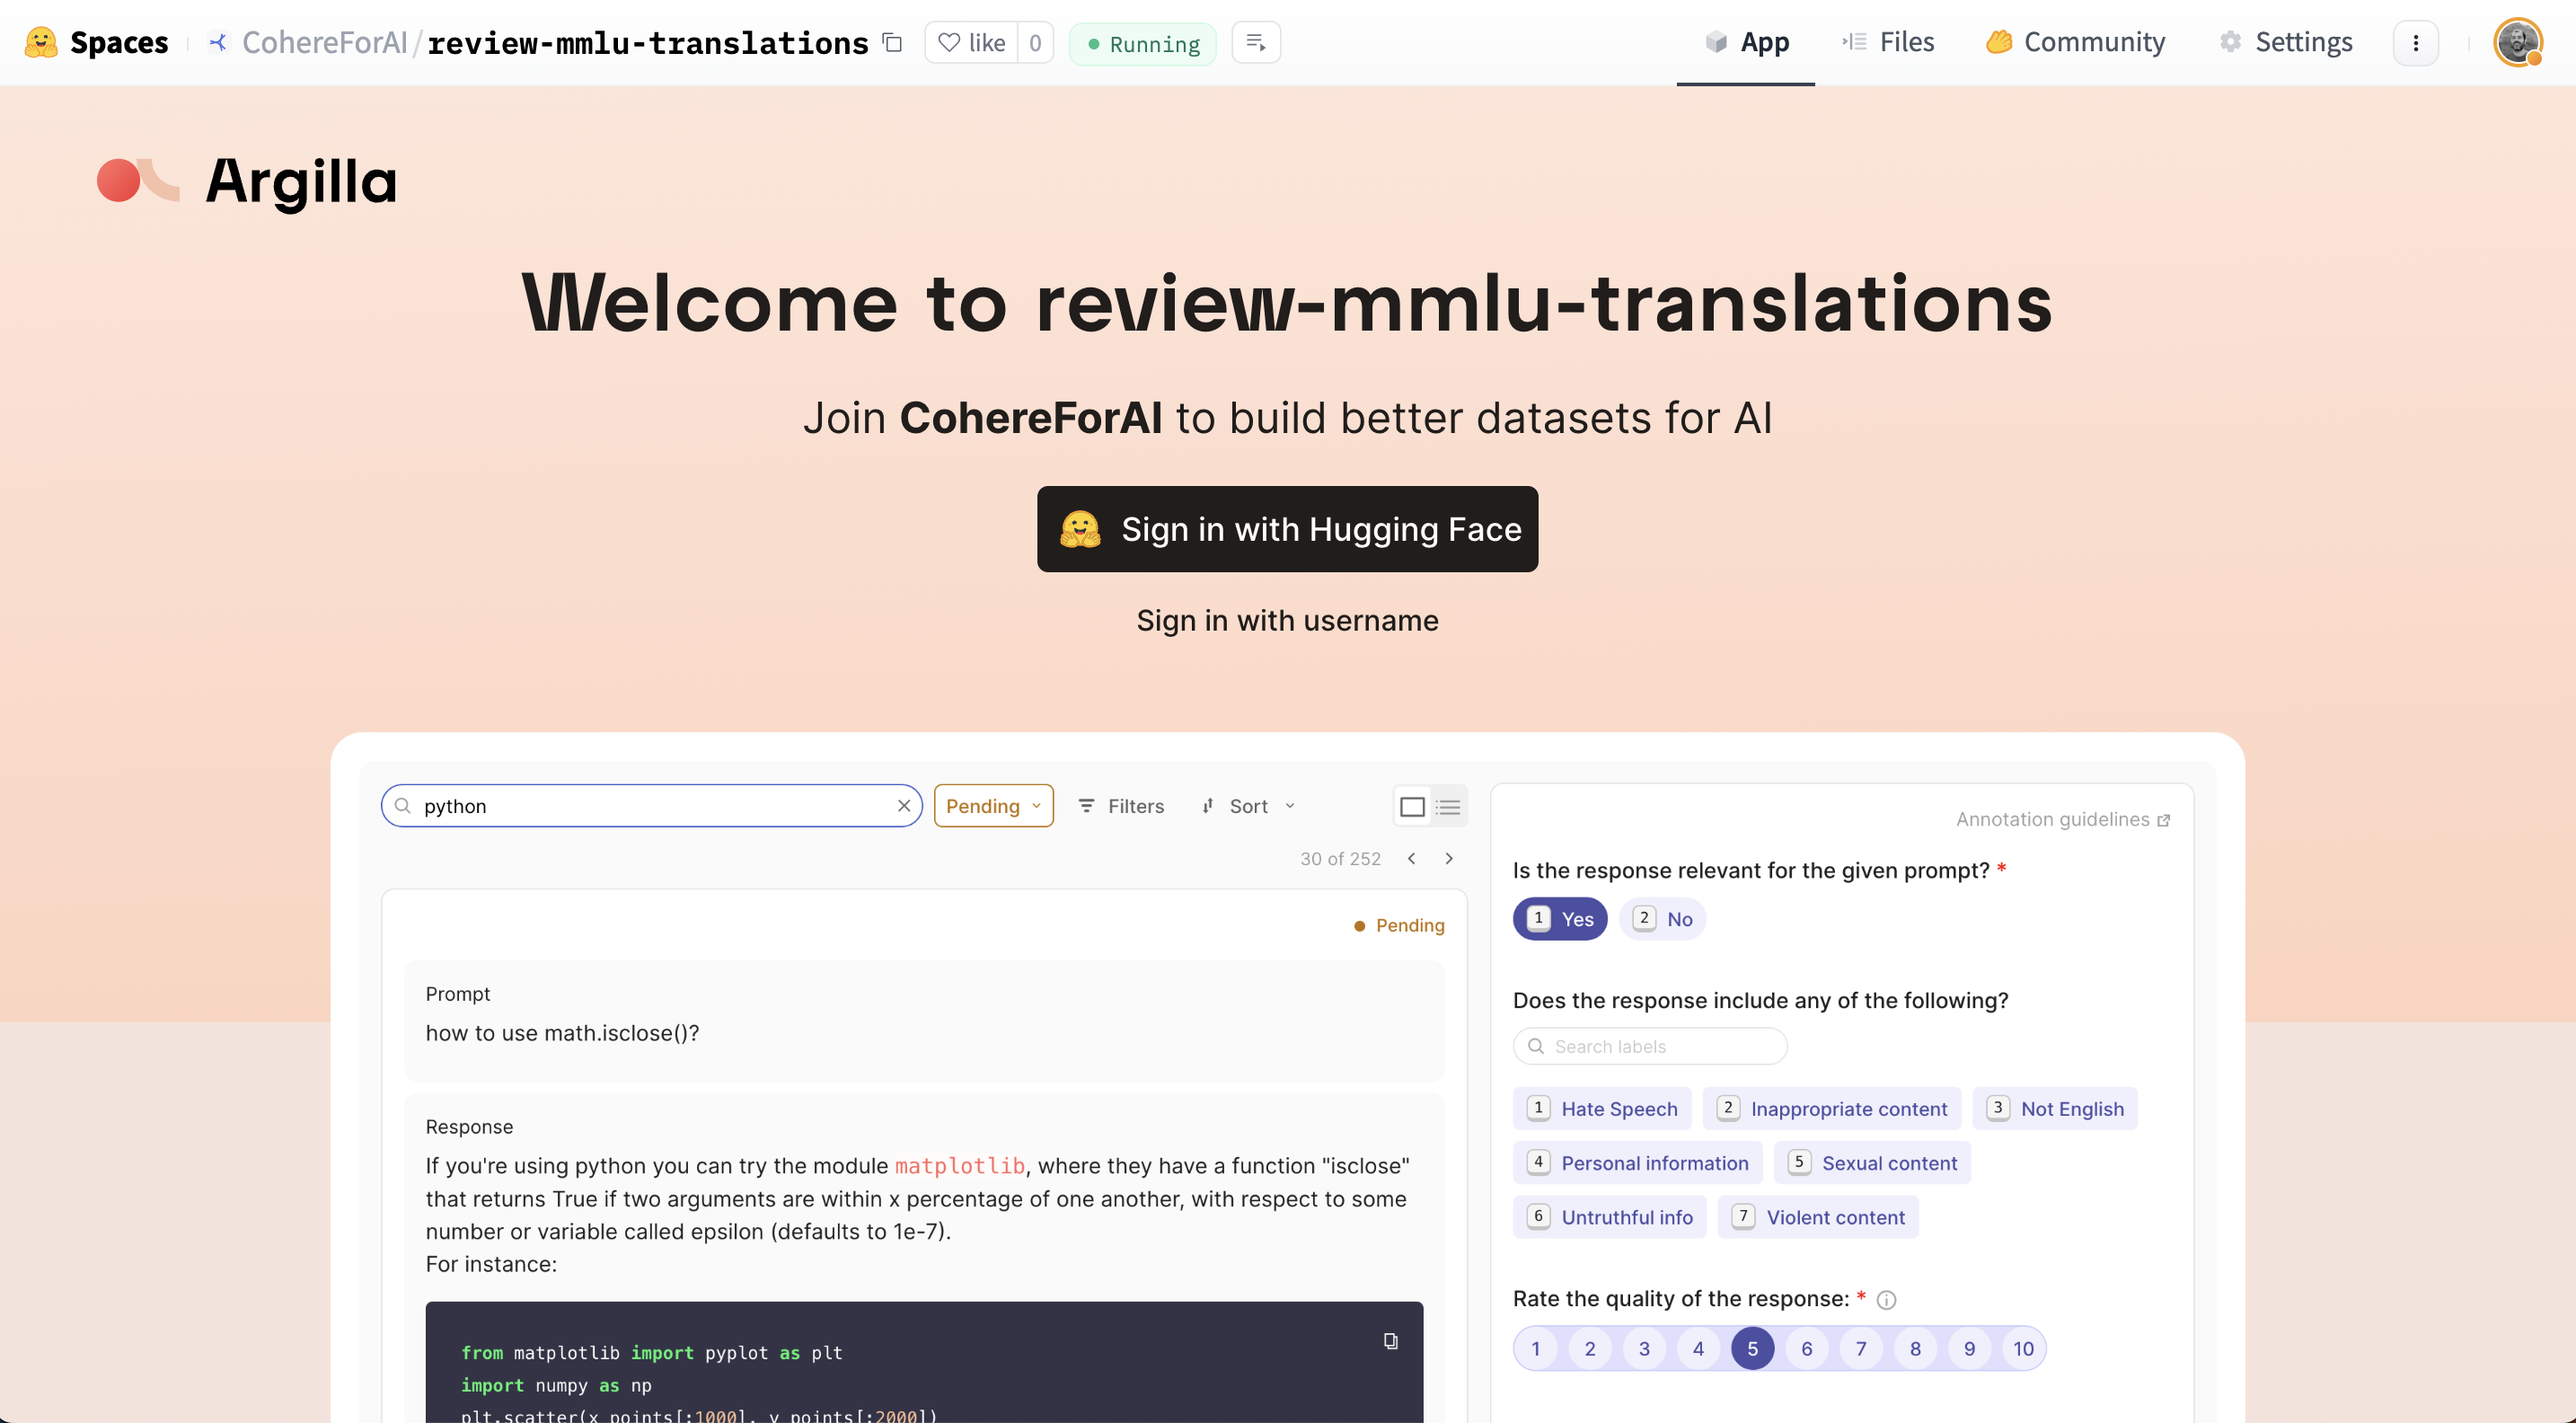 Spaces CohereForAI/review-mmlu-translations like 0 Running App Files Community Settings
Argilla
Welcome to review-mmlu-translations
Join CohereForAI to build better datasets for AI
Sign in with Hugging Face
Sign in with username
python Pending Filters Sort
30 of 252
Pending
Prompt
how to use math.isclose()?
Response
If you're using python you can try the module matplotlib, where they have a function "isclose"
that returns True if two arguments are within x percentage of one another, with respect to some
number or variable called epsilon (defaults to 1e-7).
For instance:
from matplotlib import pyplot as plt
import numpy as np
plt.scatter(x_points[:1000], y_points[:2000])
Annotation guidelines
Is the response relevant for the given prompt? *
1 Yes 2 No
Does the response include any of the following?
Search labels
1 Hate Speech 2 Inappropriate content 3 Not English
4 Personal information 5 Sexual content
6 Untruthful info 7 Violent content
Rate the quality of the response: *
1 2 3 4 5 6 7 8 9 10